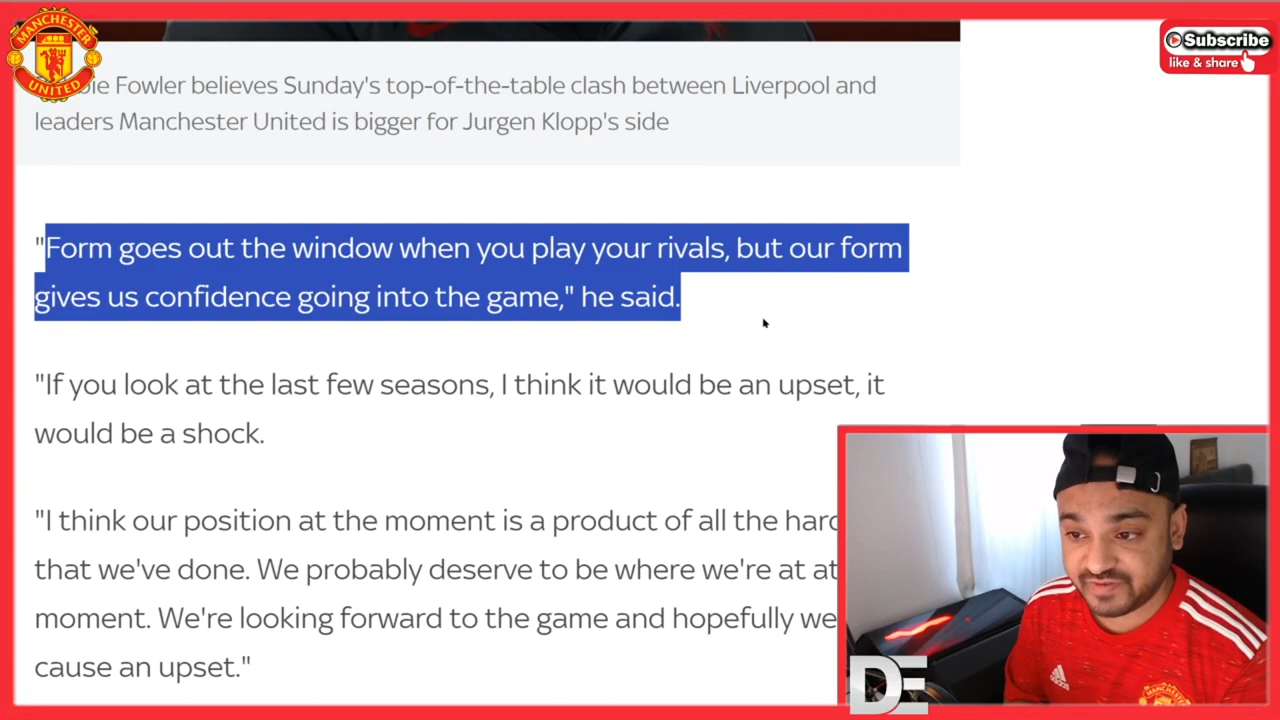 MANCHESTER
UNITED
Subscribe
like & share
bie Fowler believes Sunday's top-of-the-table clash between Liverpool and
leaders Manchester United is bigger for Jurgen Klopp's side
"Form goes out the window when you play your rivals, but our form
gives us confidence going into the game," he said.
"If you look at the last few seasons, I think it would be an upset, it
would be a shock.
"I think our position at the moment is a product of all the hard
that we've done. We probably deserve to be where we're at at
moment. We're looking forward to the game and hopefully we
cause an upset."
DE
adidas